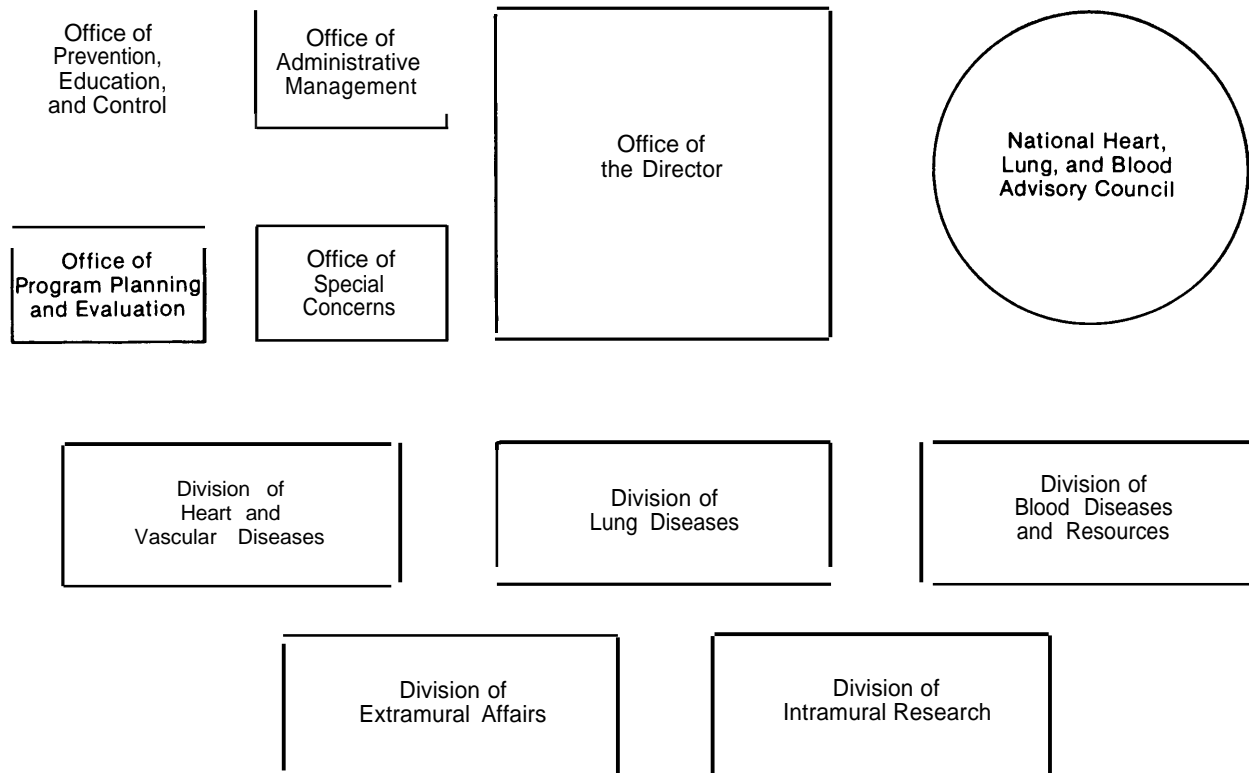 Office of
Prevention,
Education,
and Control
Office of
Administrative
Management
Office of
the Director
National Heart,
Lung, and Blood
Advisory Council
Office of
Program Planning
and Evaluation
Office of
Special
Concerns
Division of
Heart and
Vascular Diseases
Division of
Lung Diseases
Division of
Blood Diseases
and Resources
Division of
Extramural Affairs
Division of
Intramural Research